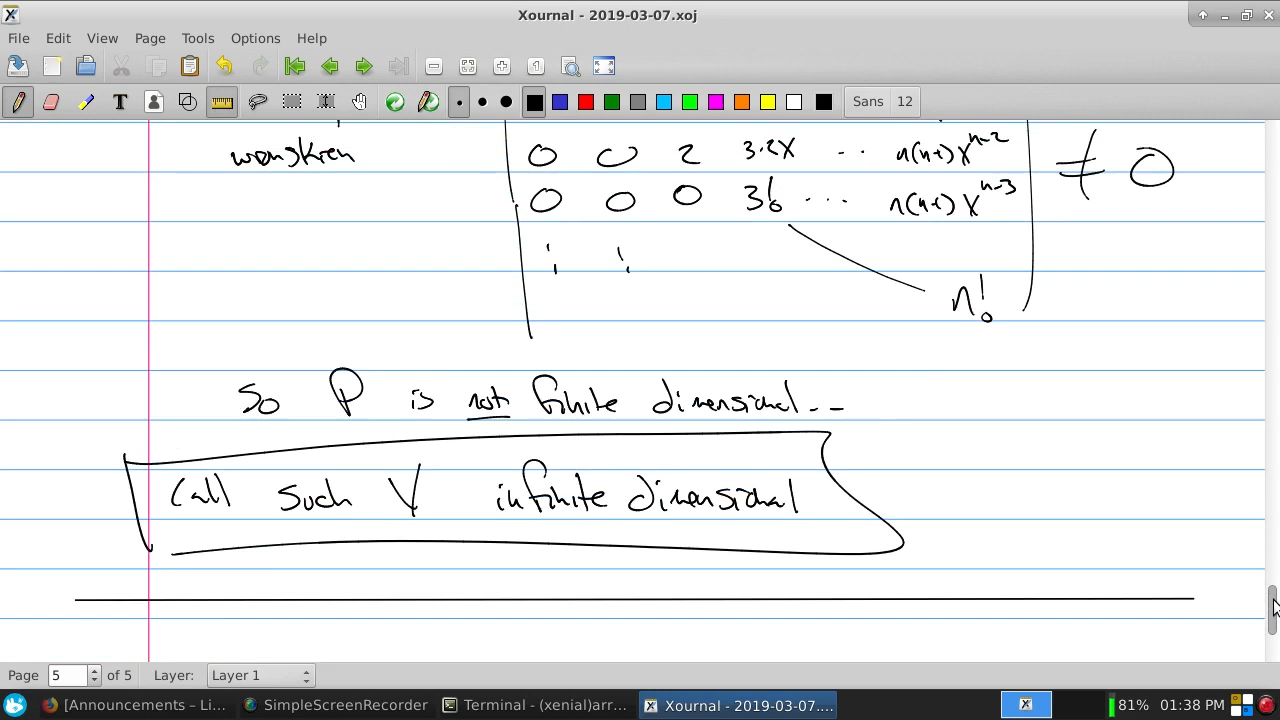 Xournal - 2019-03-07.xoj
File Edit View Page Tools Options Help
Sans 12
wronskien
0 0 2 3·2x ·· n(n-1)x^{n-2} ≠ 0
0 0 0 3! ··· n(n-1)x^{n-3}
⋮ ⋮
n!
So P is not finite dimensional..
Call such V infinite dimensional
Page 5 of 5 Layer: Layer 1
[Announcements – Li... SimpleScreenRecorder Terminal - (xenial)arr... Xournal - 2019-03-07.... 81% 01:38 PM